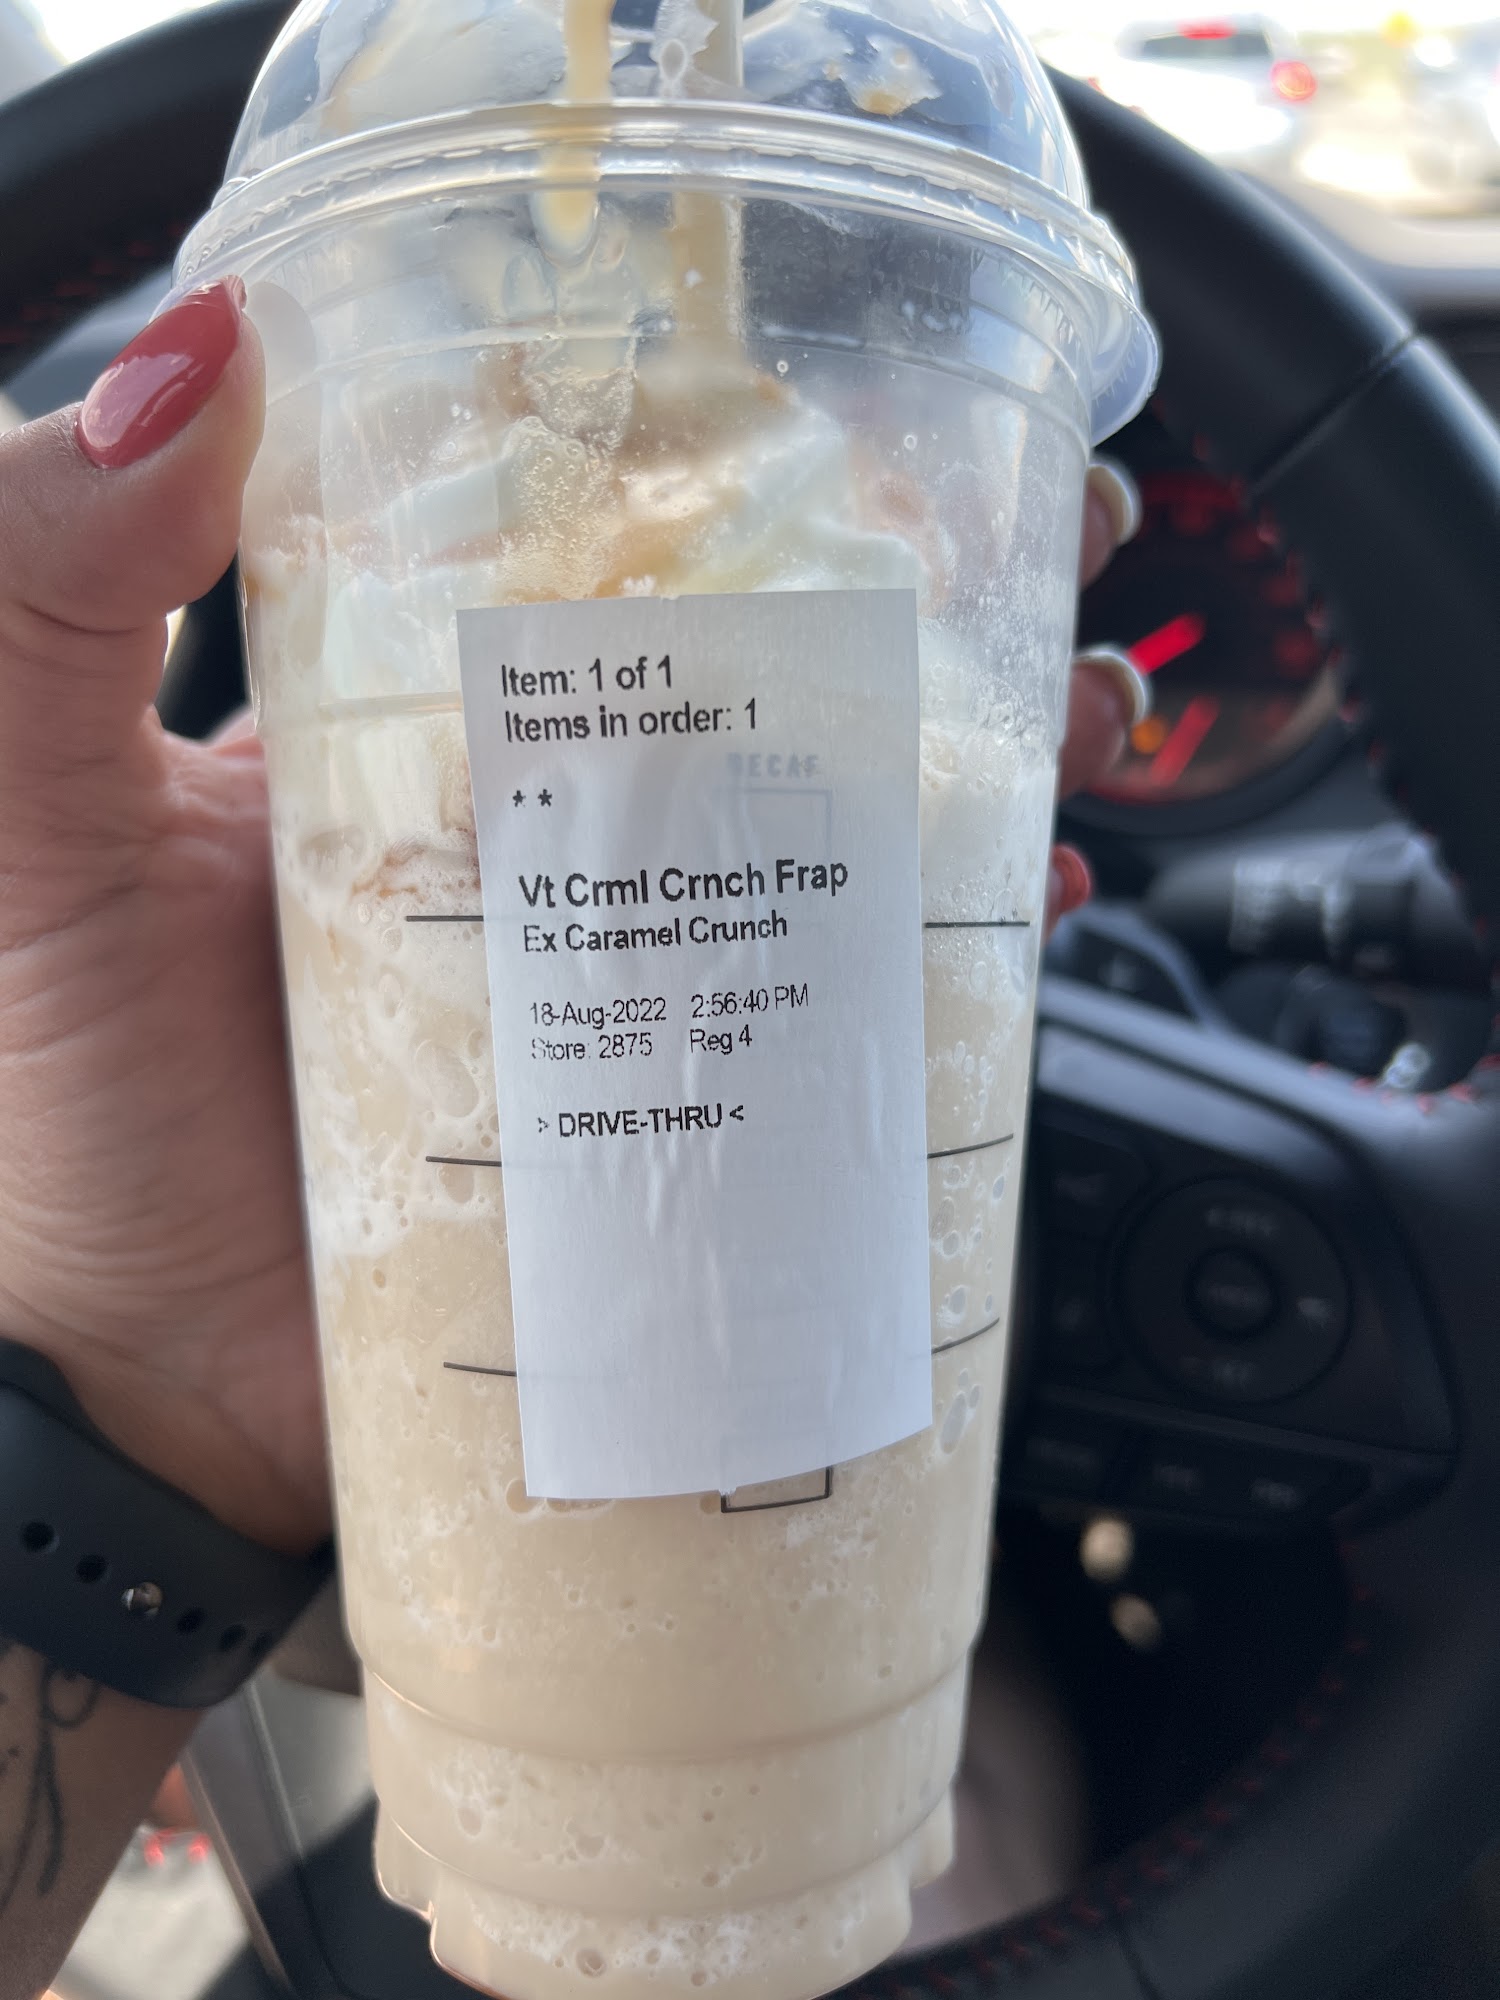 Item: 1 of 1
Items in order: 1
DECAF
* *
Vt Crml Crnch Frap
Ex Caramel Crunch
18-Aug-2022 2:56:40 PM
Store: 2875 Reg 4
> DRIVE-THRU <